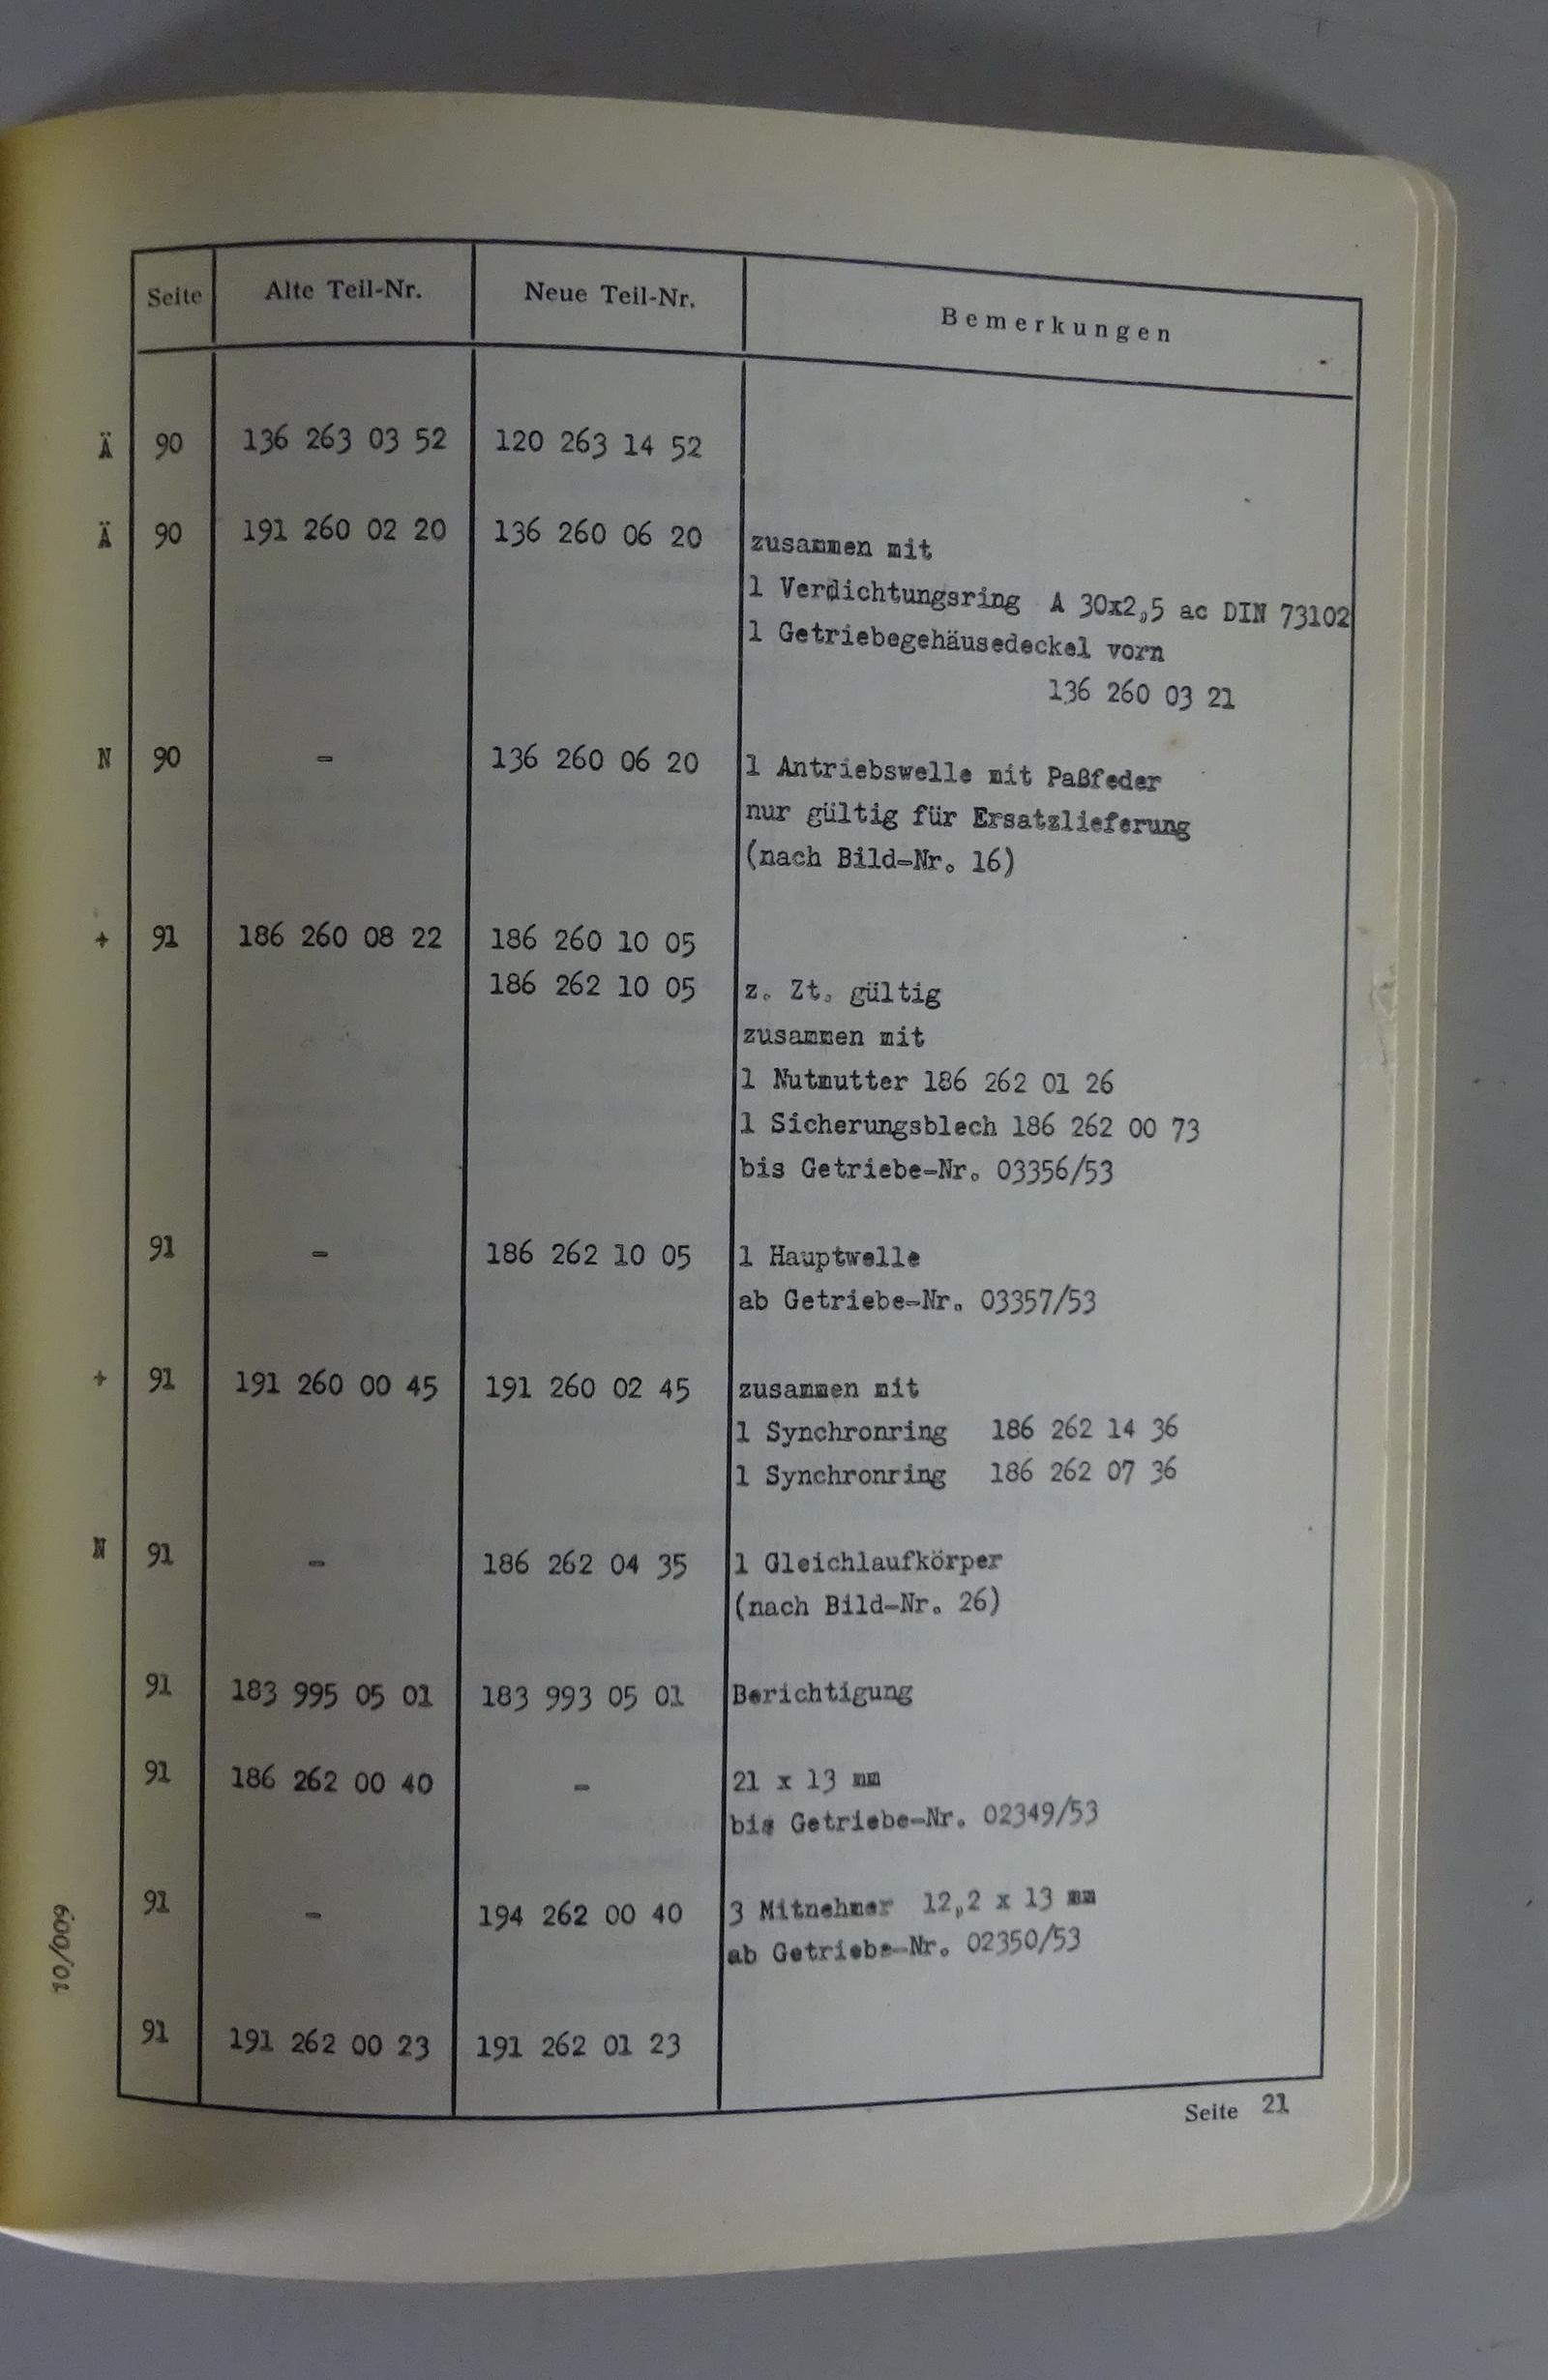 Seite Alte Teil-Nr. Neue Teil-Nr. Bemerkungen
Ä 90 136 263 03 52 120 263 14 52
Ä 90 191 260 02 20 136 260 06 20 zusammen mit
1 Verdichtungsring A 30x2,5 ac DIN 73102
1 Getriebegehäusedeckel vorn
136 260 03 21
N 90 - 136 260 06 20 1 Antriebswelle mit Paßfeder
nur gültig für Ersatzlieferung
(nach Bild-Nr. 16)
+ 91 186 260 08 22 186 260 10 05
186 262 10 05 z. Zt. gültig
zusammen mit
1 Nutmutter 186 262 01 26
1 Sicherungsblech 186 262 00 73
bis Getriebe-Nr. 03356/53
91 - 186 262 10 05 1 Hauptwelle
ab Getriebe-Nr. 03357/53
+ 91 191 260 00 45 191 260 02 45 zusammen mit
1 Synchronring 186 262 14 36
1 Synchronring 186 262 07 36
N 91 - 186 262 04 35 1 Gleichlaufkörper
(nach Bild-Nr. 26)
91 183 995 05 01 183 993 05 01 Berichtigung
91 186 262 00 40 - 21 x 13 mm
bis Getriebe-Nr. 02349/53
91 - 194 262 00 40 3 Mitnehmer 12,2 x 13 mm
ab Getriebe-Nr. 02350/53
91 191 262 00 23 191 262 01 23
Seite 21
600/01